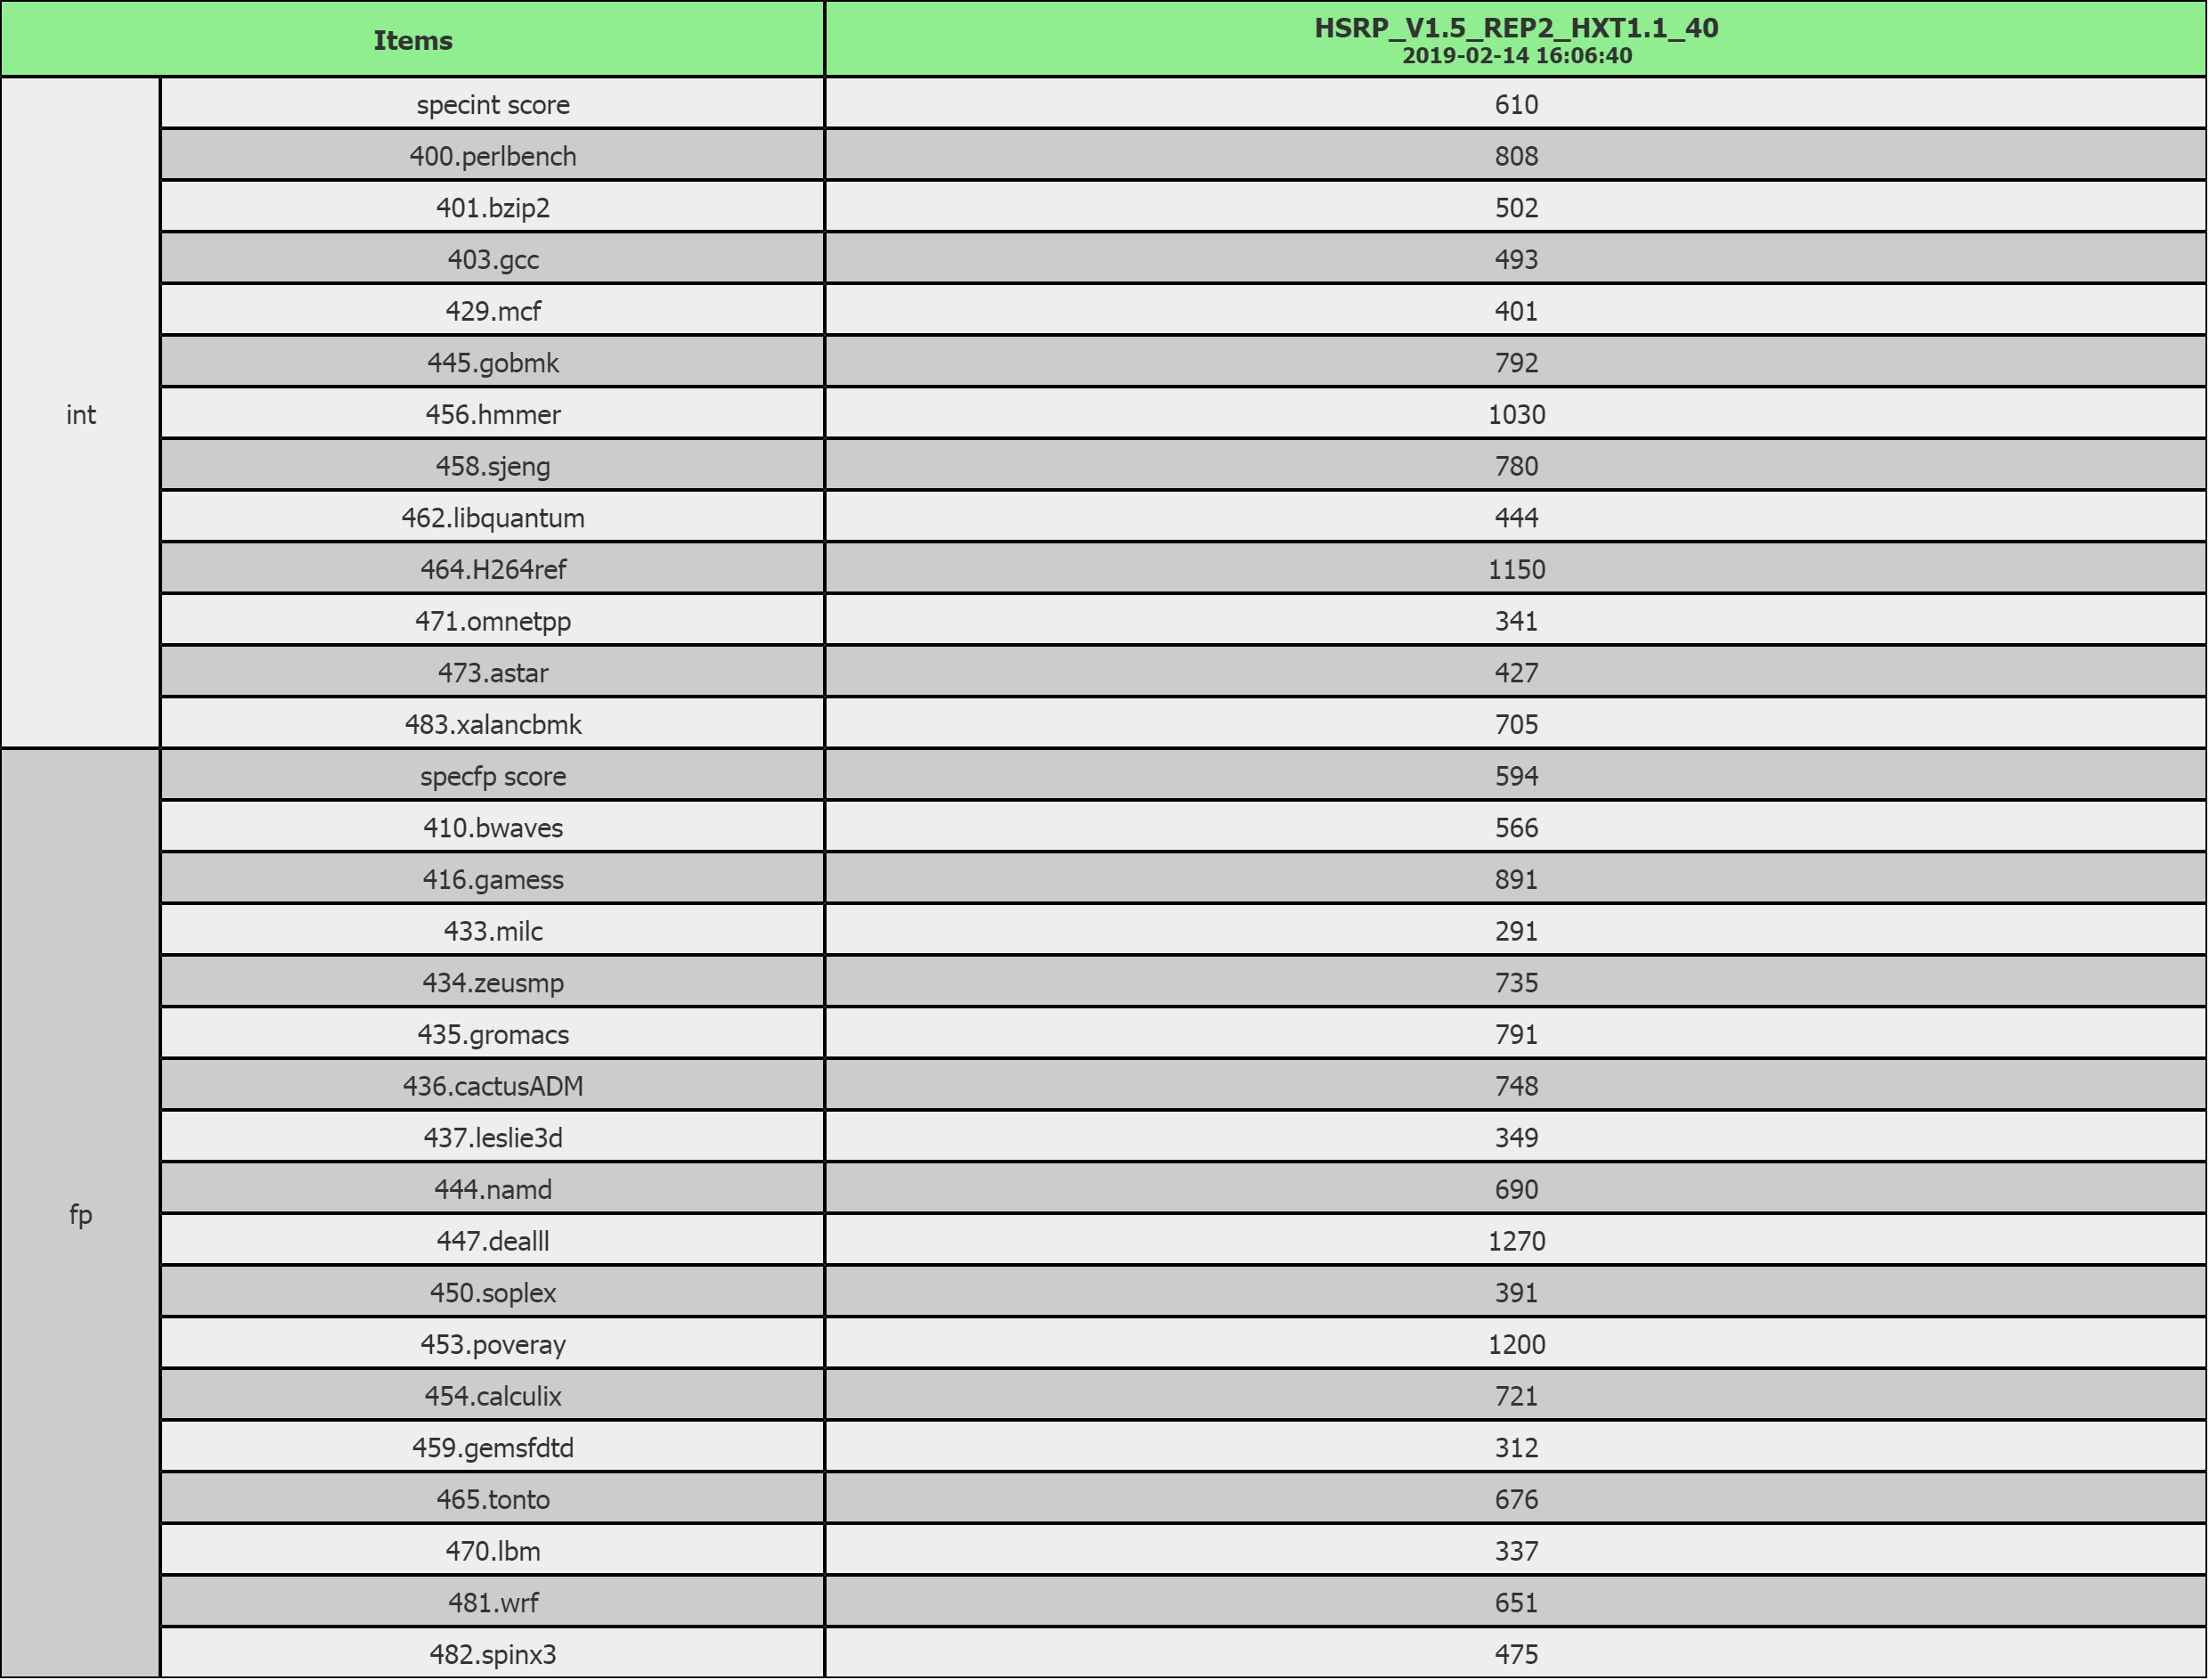 Items HSRP_V1.5_REP2_HXT1.1_40
2019-02-14 16:06:40
int
specint score 610
400.perlbench 808
401.bzip2 502
403.gcc 493
429.mcf 401
445.gobmk 792
456.hmmer 1030
458.sjeng 780
462.libquantum 444
464.H264ref 1150
471.omnetpp 341
473.astar 427
483.xalancbmk 705
fp
specfp score 594
410.bwaves 566
416.gamess 891
433.milc 291
434.zeusmp 735
435.gromacs 791
436.cactusADM 748
437.leslie3d 349
444.namd 690
447.dealll 1270
450.soplex 391
453.poveray 1200
454.calculix 721
459.gemsfdtd 312
465.tonto 676
470.lbm 337
481.wrf 651
482.spinx3 475